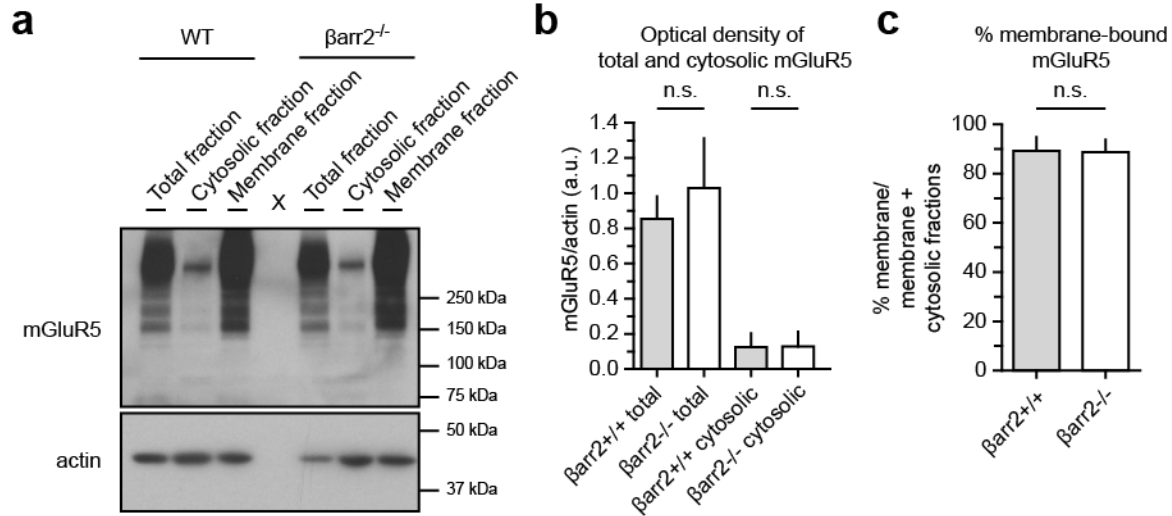 a
WT
βarr2-/-
Total fraction
Cytosolic fraction
Membrane fraction
X
Total fraction
Cytosolic fraction
Membrane fraction
mGluR5
250 kDa
150 kDa
100 kDa
75 kDa
actin
50 kDa
37 kDa
b
Optical density of
total and cytosolic mGluR5
n.s.
n.s.
mGluR5/actin (a.u.)
1.4
1.2
1.0
0.8
0.6
0.4
0.2
0.0
βarr2+/+ total
βarr2-/- total
βarr2+/+ cytosolic
βarr2-/- cytosolic
c
% membrane-bound
mGluR5
n.s.
% membrane/
membrane +
cytosolic fractions
100
80
60
40
20
0
βarr2+/+
βarr2-/-